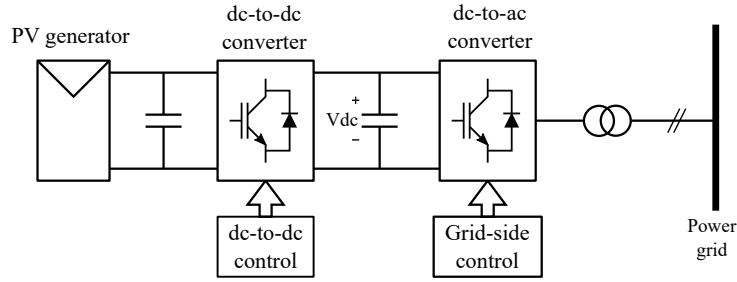 PV generator
dc-to-dc
converter
dc-to-ac
converter
+
Vdc
−
dc-to-dc
control
Grid-side
control
Power
grid